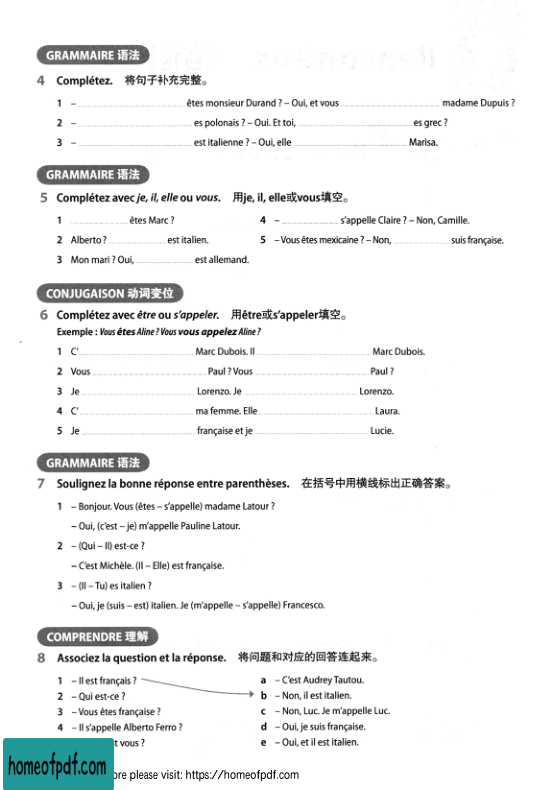 GRAMMAIRE 语法
4 Complétez. 将句子补充完整。
1 – êtes monsieur Durand ? – Oui, et vous madame Dupuis ?
2 – es polonais ? – Oui. Et toi, es grec ?
3 – est italienne ? – Oui, elle Marisa.
GRAMMAIRE 语法
5 Complétez avec je, il, elle ou vous. 用je, il, elle或vous填空。
1 êtes Marc ?
2 Alberto ? est italien.
3 Mon mari ? Oui, est allemand.
4 – s'appelle Claire ? – Non, Camille.
5 – Vous êtes mexicaine ? – Non, suis française.
CONJUGAISON 动词变位
6 Complétez avec être ou s'appeler. 用être或s'appeler填空。
Exemple : Vous êtes Aline ? Vous vous appelez Aline ?
1 C' Marc Dubois. Il Marc Dubois.
2 Vous Paul ? Vous Paul ?
3 Je Lorenzo. Je Lorenzo.
4 C' ma femme. Elle Laura.
5 Je française et je Lucie.
GRAMMAIRE 语法
7 Soulignez la bonne réponse entre parenthèses. 在括号中用横线标出正确答案。
1 – Bonjour. Vous (êtes – s'appelle) madame Latour ?
– Oui, (c'est – je) m'appelle Pauline Latour.
2 – (Qui – Il) est-ce ?
– C'est Michèle. (Il – Elle) est française.
3 – (Il – Tu) es italien ?
– Oui, je (suis – est) italien. Je (m'appelle – s'appelle) Francesco.
COMPRENDRE 理解
8 Associez la question et la réponse. 将问题和对应的回答连起来。
1 – Il est français ?
2 – Qui est-ce ?
3 – Vous êtes française ?
4 – Il s'appelle Alberto Ferro ?
t vous ?
a – C'est Audrey Tautou.
b – Non, il est italien.
c – Non, Luc. Je m'appelle Luc.
d – Oui, je suis française.
e – Oui, et il est italien.
homeofpdf.com
ore please visit: https://homeofpdf.com